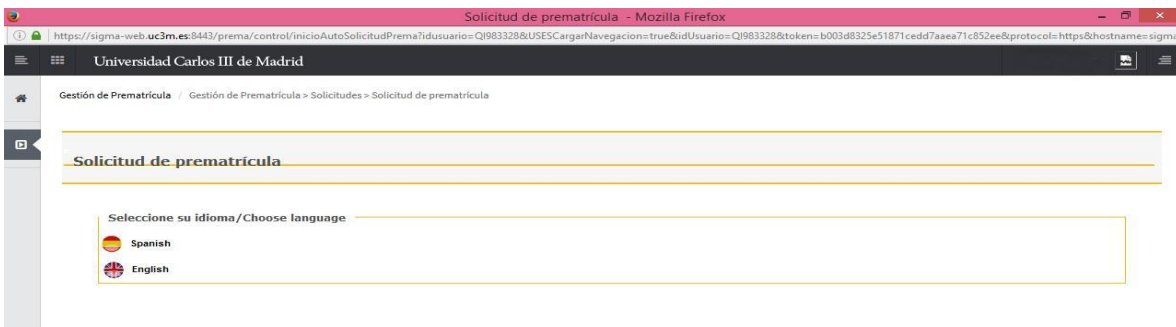 Solicitud de prematrícula - Mozilla Firefox
https://sigma-web.uc3m.es:8443/prema/control/inicioAutoSolicitudPrema?idusuario=QI983328&USESCargarNavegacion=true&idUsuario=QI983328&token=b003d8325e51871cedd7aaea71c852ee&protocol=https&hostname=sigma
Universidad Carlos III de Madrid
Gestión de Prematrícula / Gestión de Prematrícula > Solicitudes > Solicitud de prematrícula
Solicitud de prematrícula
Seleccione su idioma/Choose language
Spanish
English